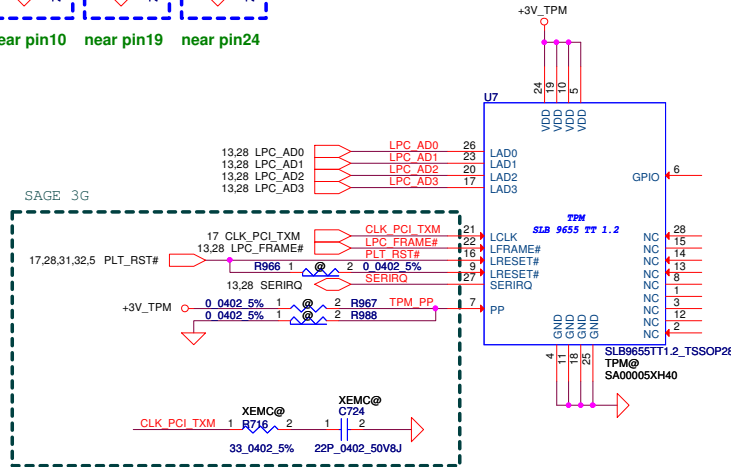 near pin10 near pin19 near pin24
+3V_TPM
U7
24 19 10 5
VDD VDD VDD VDD
13,28 LPC_AD0 LPC_AD0 26 LAD0
13,28 LPC_AD1 LPC_AD1 23 LAD1
13,28 LPC_AD2 LPC_AD2 20 LAD2
13,28 LPC_AD3 LPC_AD3 17 LAD3
GPIO 6
SAGE 3G
TPM
SLB 9655 TT 1.2
17 CLK_PCI_TXM CLK_PCI_TXM 21 LCLK
13,28 LPC_FRAME# LPC_FRAME# 22 LFRAME#
17,28,31,32,5 PLT_RST# PLT_RST# 16 LRESET#
R966 1 @ 2 0_0402_5% 9 LRESET#
13,28 SERIRQ SERIRQ 27 SERIRQ
NC 28
NC 15
NC 14
NC 13
NC 8
NC 1
NC 3
NC 12
NC 2
+3V_TPM 0_0402_5% 1 @ 2 R967 TPM_PP 7 PP
0_0402_5% 1 @ 2 R988
GND GND GND GND
4 11 18 25
SLB9655TT1.2_TSSOP28
TPM@
SA00005XH40
XEMC@ XEMC@
CLK_PCI_TXM 1 R716 2 1 C724 2
33_0402_5% 22P_0402_50V8J